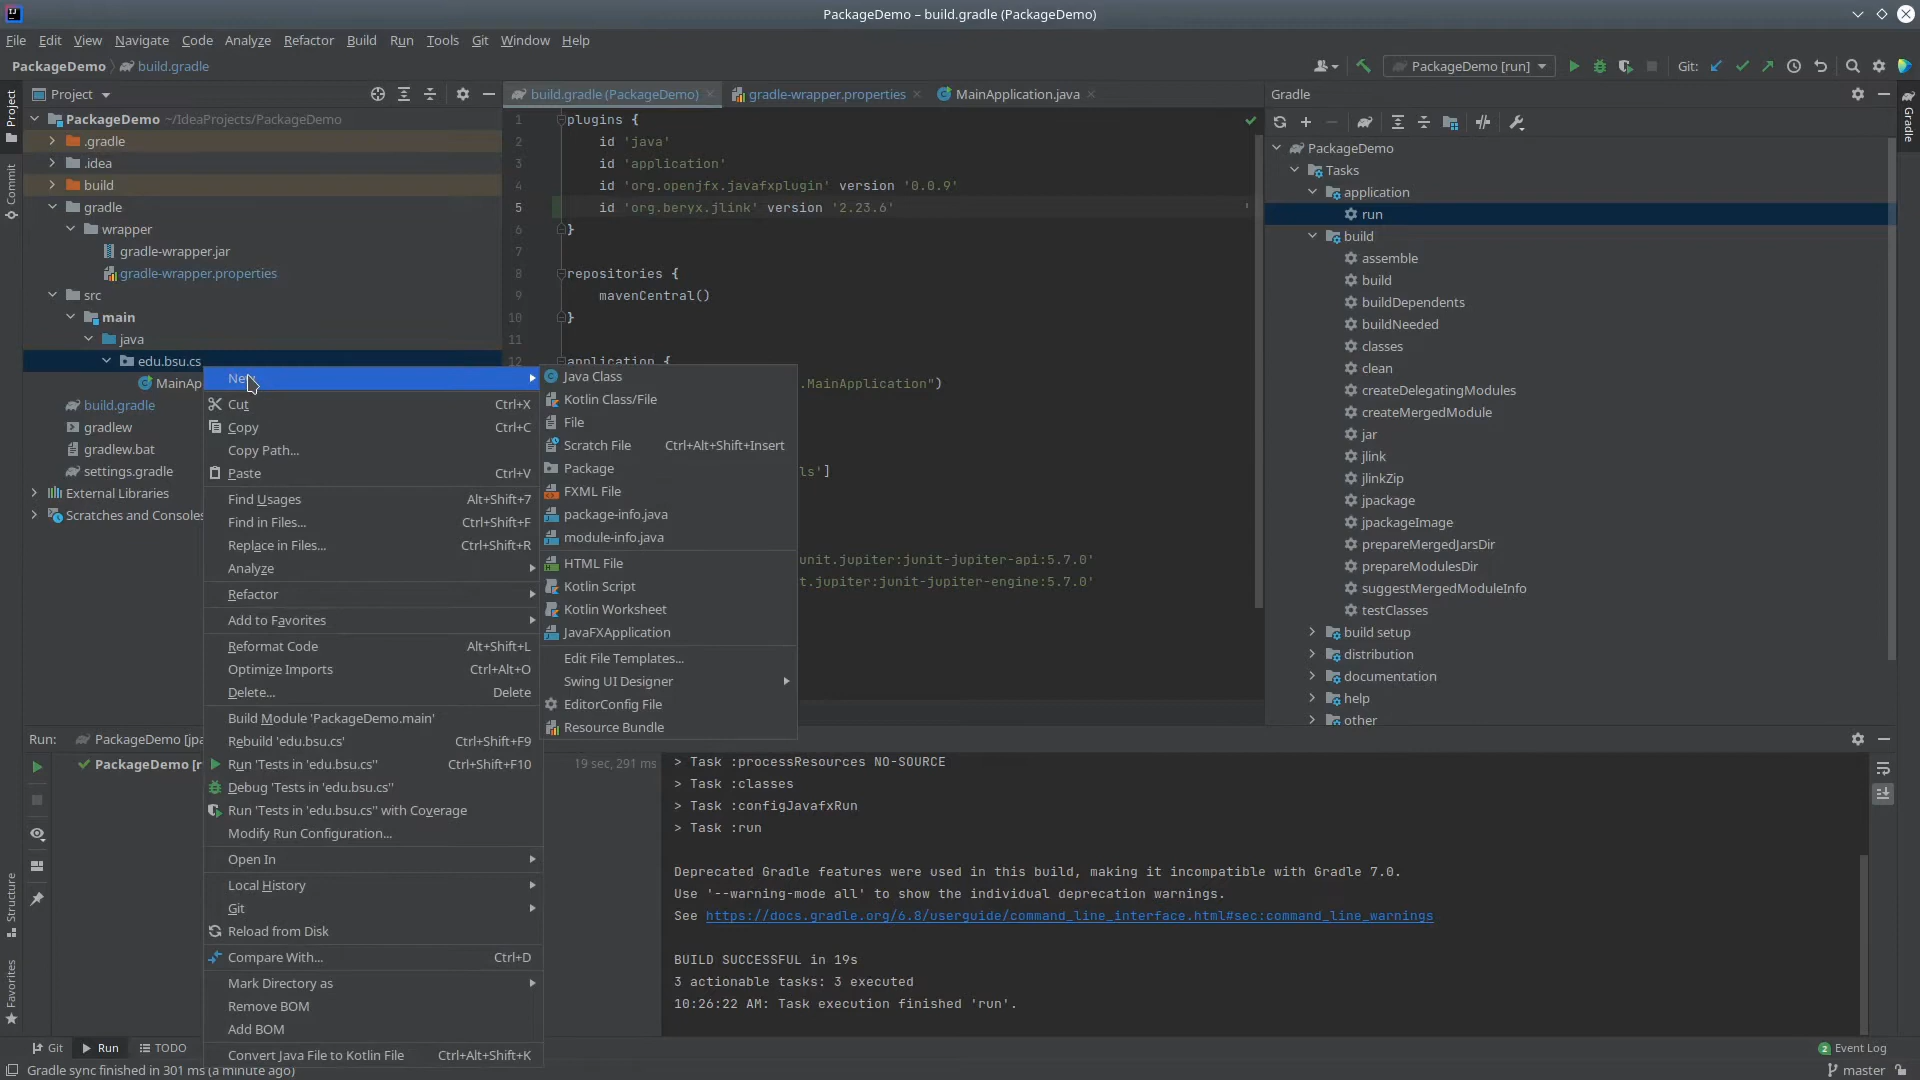 PackageDemo – build.gradle (PackageDemo)
File Edit View Navigate Code Analyze Refactor Build Run Tools Git Window Help
PackageDemo build.gradle
PackageDemo [run]
Git:
Project
Commit
Structure
Favorites
Project
PackageDemo ~/IdeaProjects/PackageDemo
.gradle
.idea
build
gradle
wrapper
gradle-wrapper.jar
gradle-wrapper.properties
src
main
java
edu.bsu.cs
MainAp
build.gradle
gradlew
gradlew.bat
settings.gradle
External Libraries
Scratches and Consoles
build.gradle (PackageDemo) gradle-wrapper.properties MainApplication.java
1 plugins {
2 id 'java'
3 id 'application'
4 id 'org.openjfx.javafxplugin' version '0.0.9'
5 id 'org.beryx.jlink' version '2.23.6'
6 }
7
8 repositories {
9 mavenCentral()
10 }
11
12 application {
.MainApplication")
ls']
unit.jupiter:junit-jupiter-api:5.7.0'
t.jupiter:junit-jupiter-engine:5.7.0'
New
Cut Ctrl+X
Copy Ctrl+C
Copy Path...
Paste Ctrl+V
Find Usages Alt+Shift+7
Find in Files... Ctrl+Shift+F
Replace in Files... Ctrl+Shift+R
Analyze
Refactor
Add to Favorites
Reformat Code Alt+Shift+L
Optimize Imports Ctrl+Alt+O
Delete... Delete
Build Module 'PackageDemo.main'
Rebuild 'edu.bsu.cs' Ctrl+Shift+F9
Run 'Tests in 'edu.bsu.cs'' Ctrl+Shift+F10
Debug 'Tests in 'edu.bsu.cs''
Run 'Tests in 'edu.bsu.cs'' with Coverage
Modify Run Configuration...
Open In
Local History
Git
Reload from Disk
Compare With... Ctrl+D
Mark Directory as
Remove BOM
Add BOM
Convert Java File to Kotlin File Ctrl+Alt+Shift+K
Java Class
Kotlin Class/File
File
Scratch File Ctrl+Alt+Shift+Insert
Package
FXML File
package-info.java
module-info.java
HTML File
Kotlin Script
Kotlin Worksheet
JavaFXApplication
Edit File Templates...
Swing UI Designer
EditorConfig File
Resource Bundle
Gradle
Gradle
PackageDemo
Tasks
application
run
build
assemble
build
buildDependents
buildNeeded
classes
clean
createDelegatingModules
createMergedModule
jar
jlink
jlinkZip
jpackage
jpackageImage
prepareMergedJarsDir
prepareModulesDir
suggestMergedModuleInfo
testClasses
build setup
distribution
documentation
help
other
Run: PackageDemo [jpa
PackageDemo [r 19 sec, 291 ms
> Task :processResources NO-SOURCE
> Task :classes
> Task :configJavafxRun
> Task :run
Deprecated Gradle features were used in this build, making it incompatible with Gradle 7.0.
Use '--warning-mode all' to show the individual deprecation warnings.
See https://docs.gradle.org/6.8/userguide/command_line_interface.html#sec:command_line_warnings
BUILD SUCCESSFUL in 19s
3 actionable tasks: 3 executed
10:26:22 AM: Task execution finished 'run'.
Git Run TODO
2 Event Log
Gradle sync finished in 301 ms (a minute ago)
master